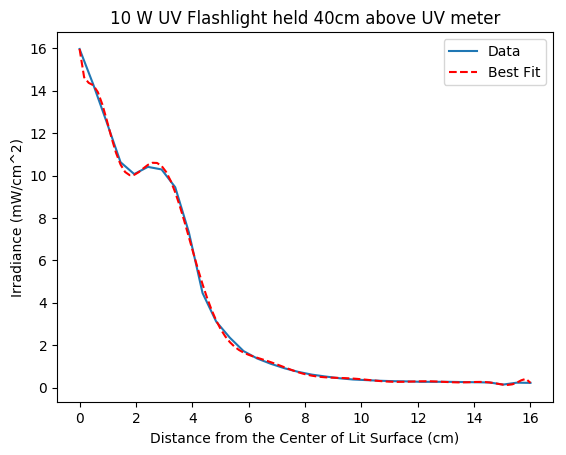 10 W UV Flashlight held 40cm above UV meter
Data
Best Fit
Irradiance (mW/cm^2)
16
14
12
10
8
6
4
2
0
0 2 4 6 8 10 12 14 16
Distance from the Center of Lit Surface (cm)